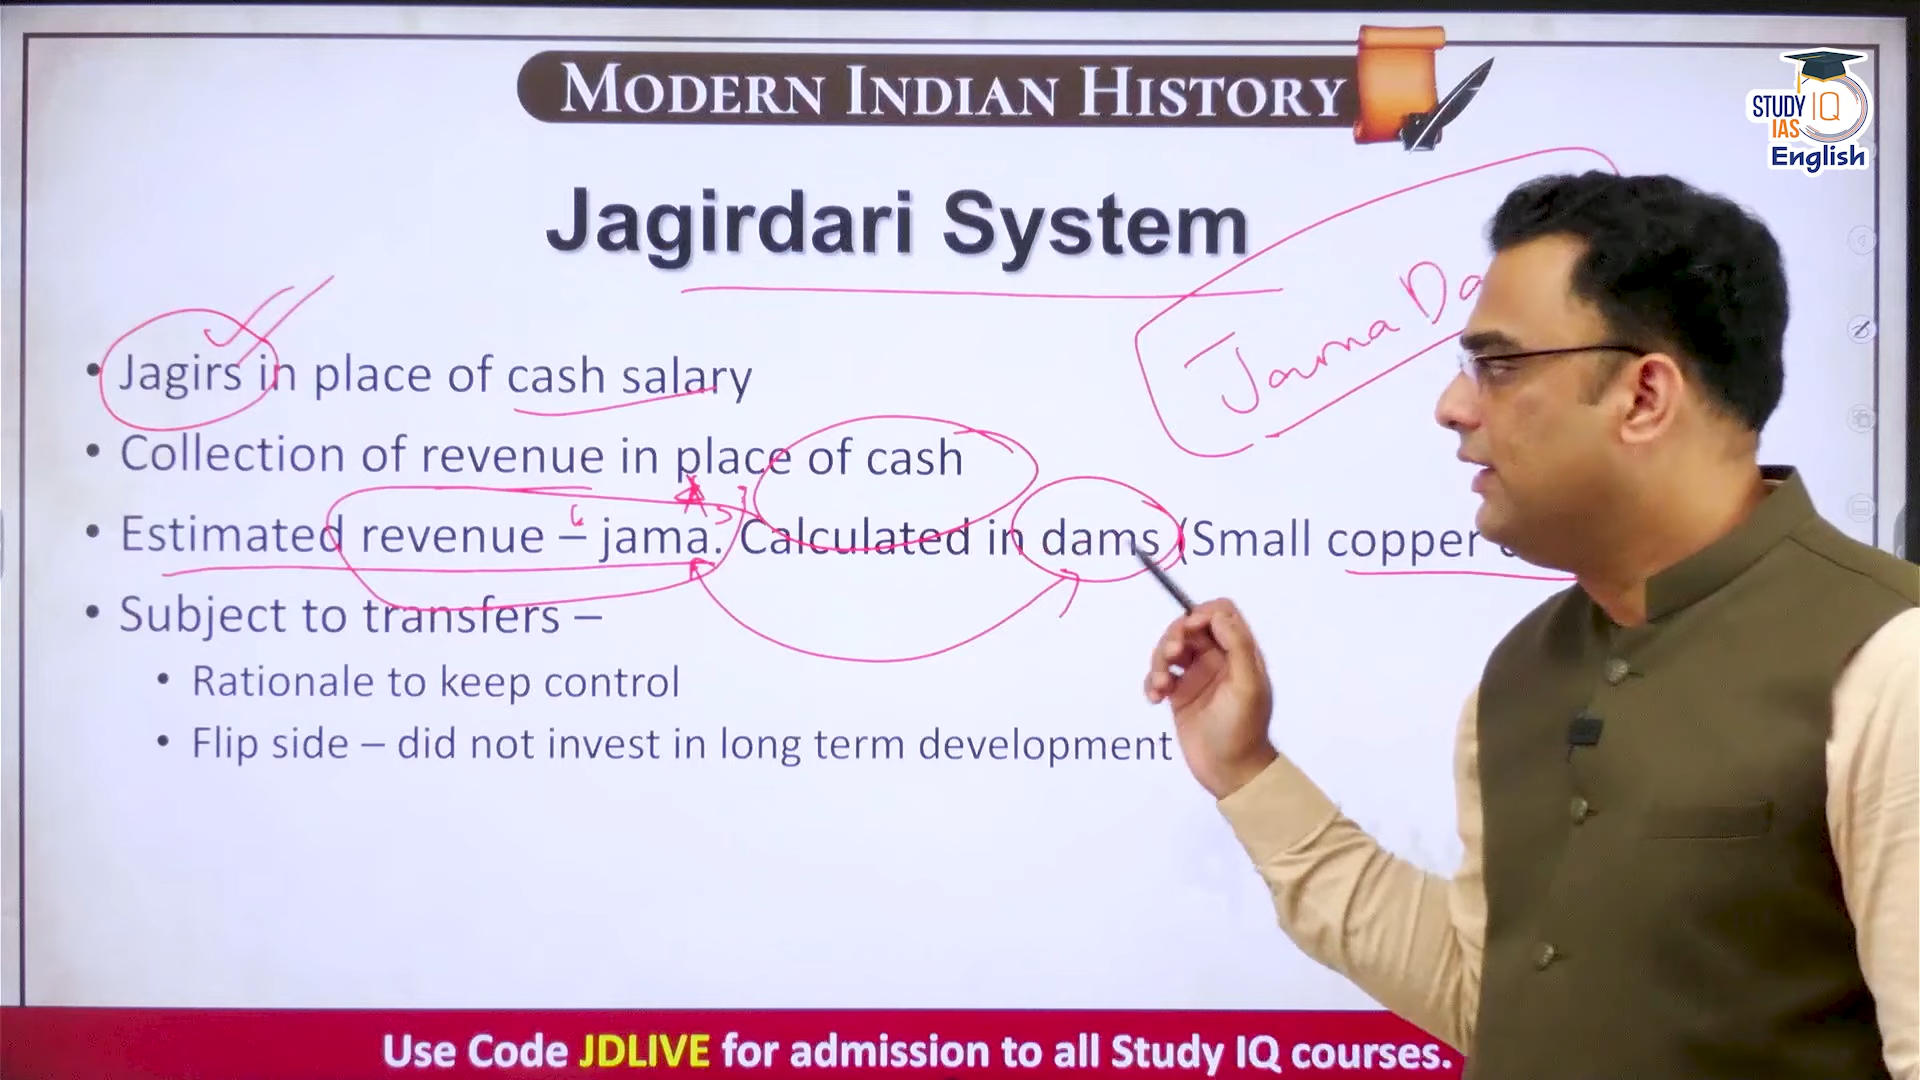 MODERN INDIAN HISTORY
STUDY IQ
IAS
English
Jagirdari System
Jama Da
• Jagirs in place of cash salary
• Collection of revenue in place of cash
• Estimated revenue – jama. Calculated in dams (Small copper
• Subject to transfers –
• Rationale to keep control
• Flip side – did not invest in long term development
Use Code JDLIVE for admission to all Study IQ courses.